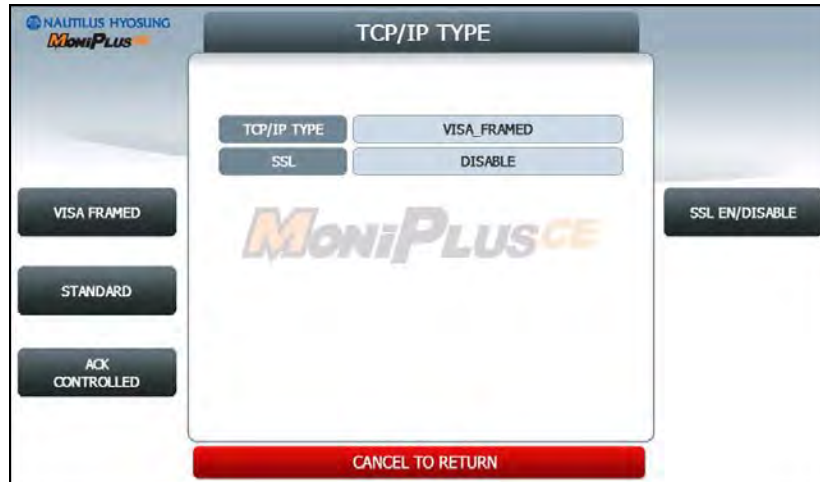 NAUTILUS HYOSUNG
MoniPlus CE
TCP/IP TYPE
TCP/IP TYPE
VISA_FRAMED
SSL
DISABLE
VISA FRAMED
SSL EN/DISABLE
MoniPlus CE
STANDARD
ACK
CONTROLLED
CANCEL TO RETURN